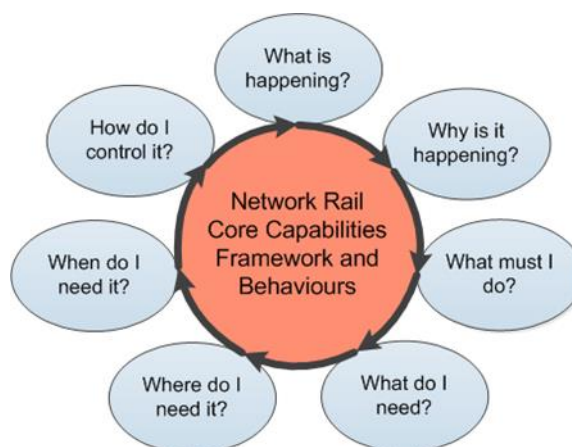 What is
happening?
Why is it
happening?
What must I
do?
What do I
need?
Where do I
need it?
When do I
need it?
How do I
control it?
Network Rail
Core Capabilities
Framework and
Behaviours